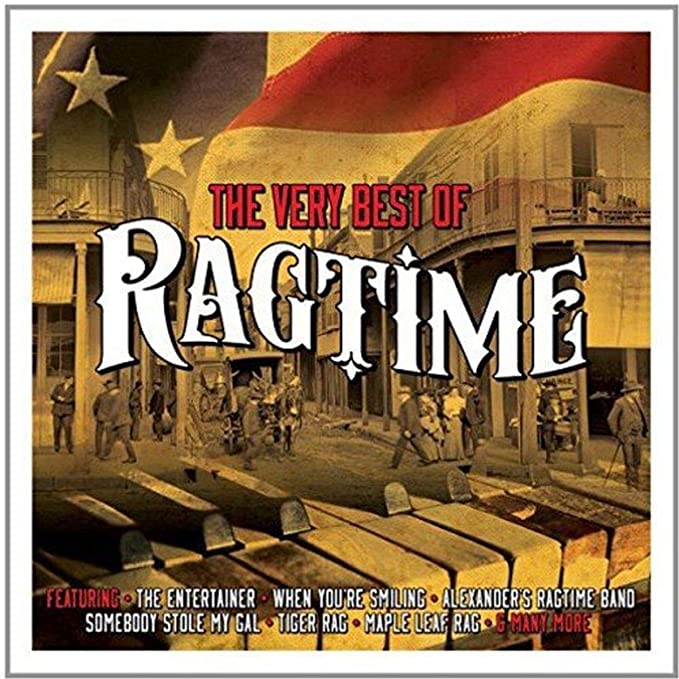 THE VERY BEST OF
RAGTIME
FEATURING • THE ENTERTAINER • WHEN YOU'RE SMILING • ALEXANDER'S RAGTIME BAND
SOMEBODY STOLE MY GAL • TIGER RAG • MAPLE LEAF RAG • & MANY MORE